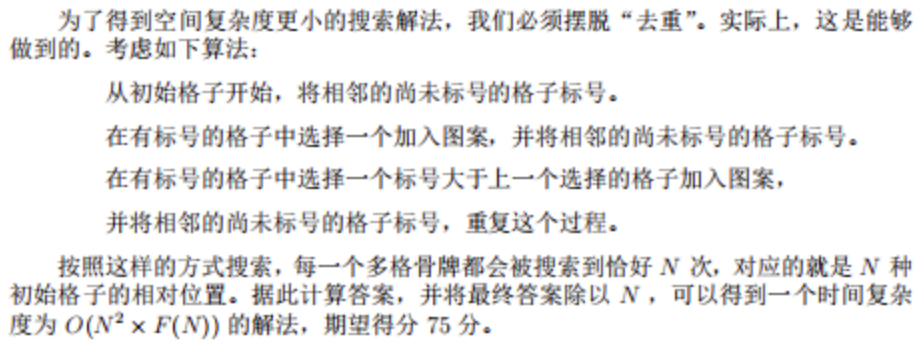 为了得到空间复杂度更小的搜索解法，我们必须摆脱“去重”。实际上，这是能够
做到的。考虑如下算法：
从初始格子开始，将相邻的尚未标号的格子标号。
在有标号的格子中选择一个加入图案，并将相邻的尚未标号的格子标号。
在有标号的格子中选择一个标号大于上一个选择的格子加入图案，
并将相邻的尚未标号的格子标号，重复这个过程。
按照这样的方式搜索，每一个多格骨牌都会被搜索到恰好 N 次，对应的就是 N 种
初始格子的相对位置。据此计算答案，并将最终答案除以 N ，可以得到一个时间复杂
度为 O(N² × F(N)) 的解法，期望得分 75 分。